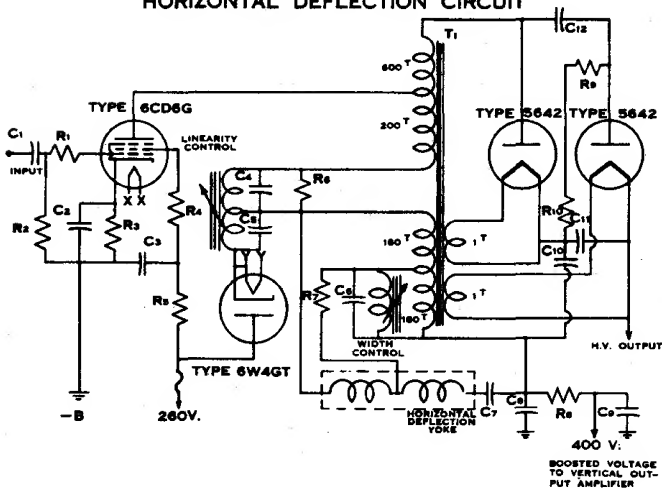 HORIZONTAL DEFLECTION CIRCUIT
T1
C12
600 T
R9
TYPE 6CD6G
TYPE 5642
TYPE 5642
200 T
C1
R1
LINEARITY
CONTROL
INPUT
X X
C4
R6
R2
C2
R3
R4
C5
R10
C11
C3
160 T
1 T
C10
R5
R7
C6
160 T
1 T
WIDTH
CONTROL
H.V. OUTPUT
TYPE 6W4GT
HORIZONTAL
DEFLECTION
YOKE
C7
C8
R8
C9
-B
260V.
400 V:
BOOSTED VOLTAGE
TO VERTICAL OUT-
PUT AMPLIFIER